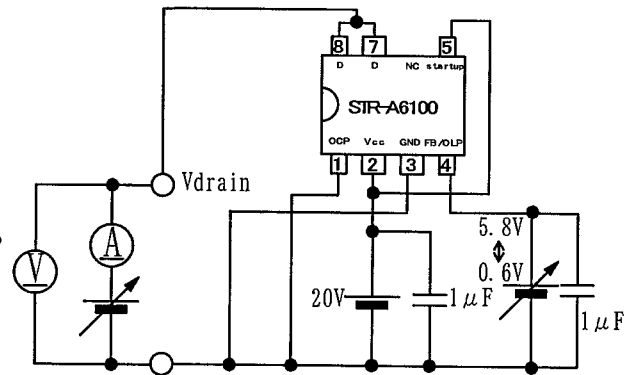 8 7 5
D D NC startup
STR-A6100
OCP Vcc GND FB/OLP
1 2 3 4
Vdrain
V
A
5.8V
0.6V
20V
1μF
1μF